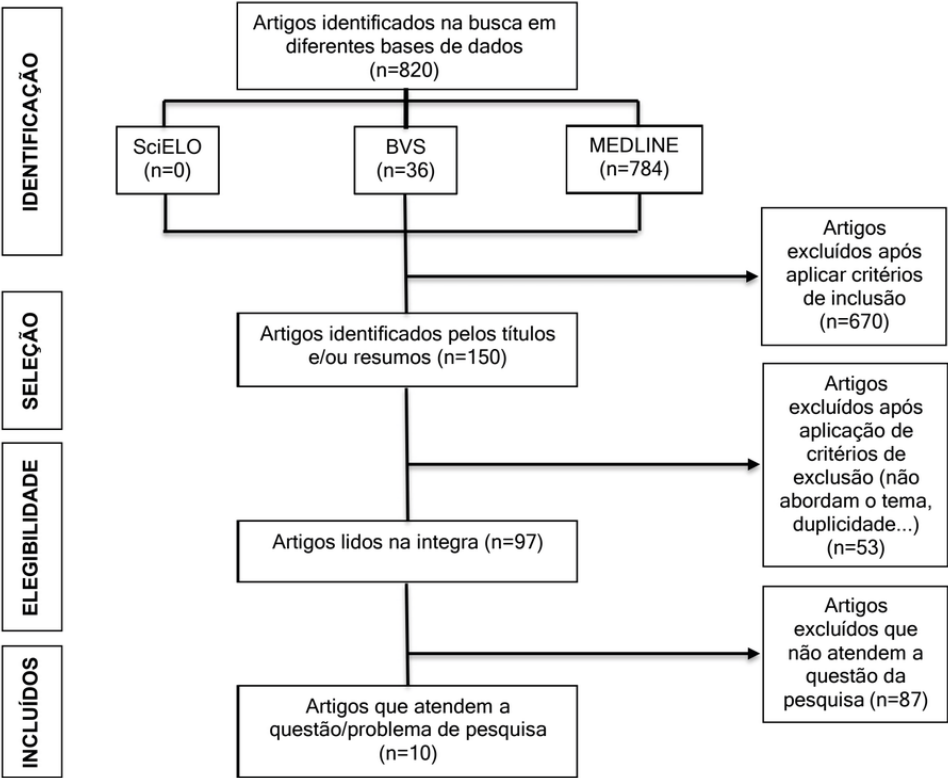 IDENTIFICAÇÃO
Artigos identificados na busca em
diferentes bases de dados
(n=820)
SciELO
(n=0)
BVS
(n=36)
MEDLINE
(n=784)
Artigos
excluídos após
aplicar critérios
de inclusão
(n=670)
SELEÇÃO
Artigos identificados pelos títulos
e/ou resumos (n=150)
Artigos
excluídos após
aplicação de
critérios de
exclusão (não
abordam o tema,
duplicidade...)
(n=53)
ELEGIBILIDADE
Artigos lidos na integra (n=97)
Artigos
excluídos que
não atendem a
questão da
pesquisa (n=87)
INCLUÍDOS
Artigos que atendem a
questão/problema de pesquisa
(n=10)